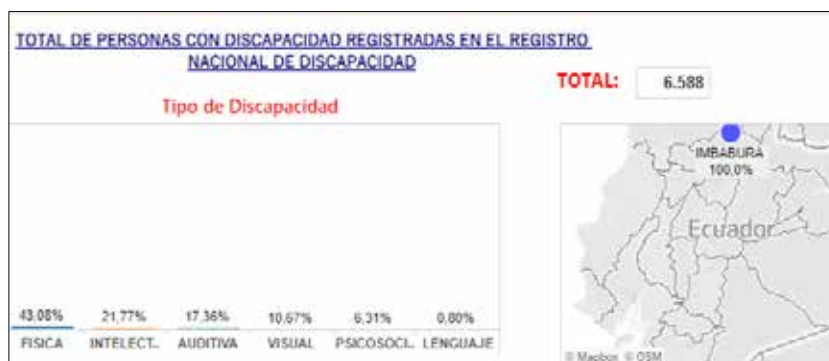 TOTAL DE PERSONAS CON DISCAPACIDAD REGISTRADAS EN EL REGISTRO
NACIONAL DE DISCAPACIDAD
TOTAL: 6.588
Tipo de Discapacidad
IMBABURA
100,0%
Ecuador
43,08% 21,77% 17,36% 10,67% 6,31% 0,80%
FISICA INTELECT.. AUDITIVA VISUAL PSICOSOCI.. LENGUAJE
© Mapbox © OSM